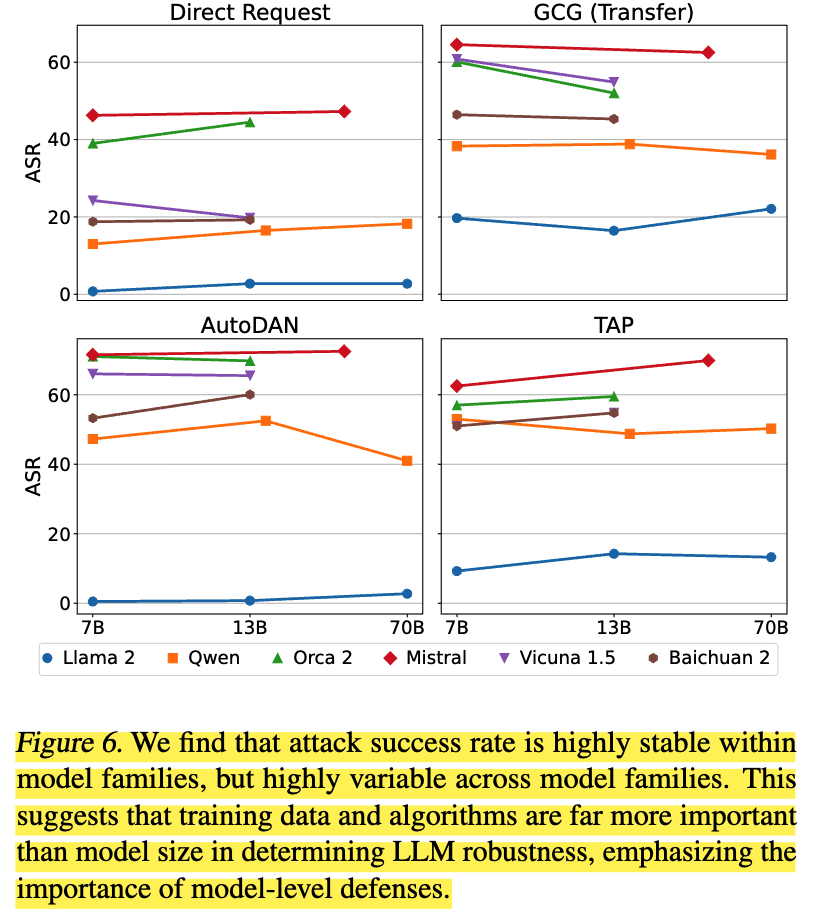 Direct Request
GCG (Transfer)
60
40
20
0
ASR
AutoDAN
TAP
60
40
20
0
ASR
7B
13B
70B
7B
13B
70B
Llama 2
Qwen
Orca 2
Mistral
Vicuna 1.5
Baichuan 2
Figure 6. We find that attack success rate is highly stable within
model families, but highly variable across model families. This
suggests that training data and algorithms are far more important
than model size in determining LLM robustness, emphasizing the
importance of model-level defenses.